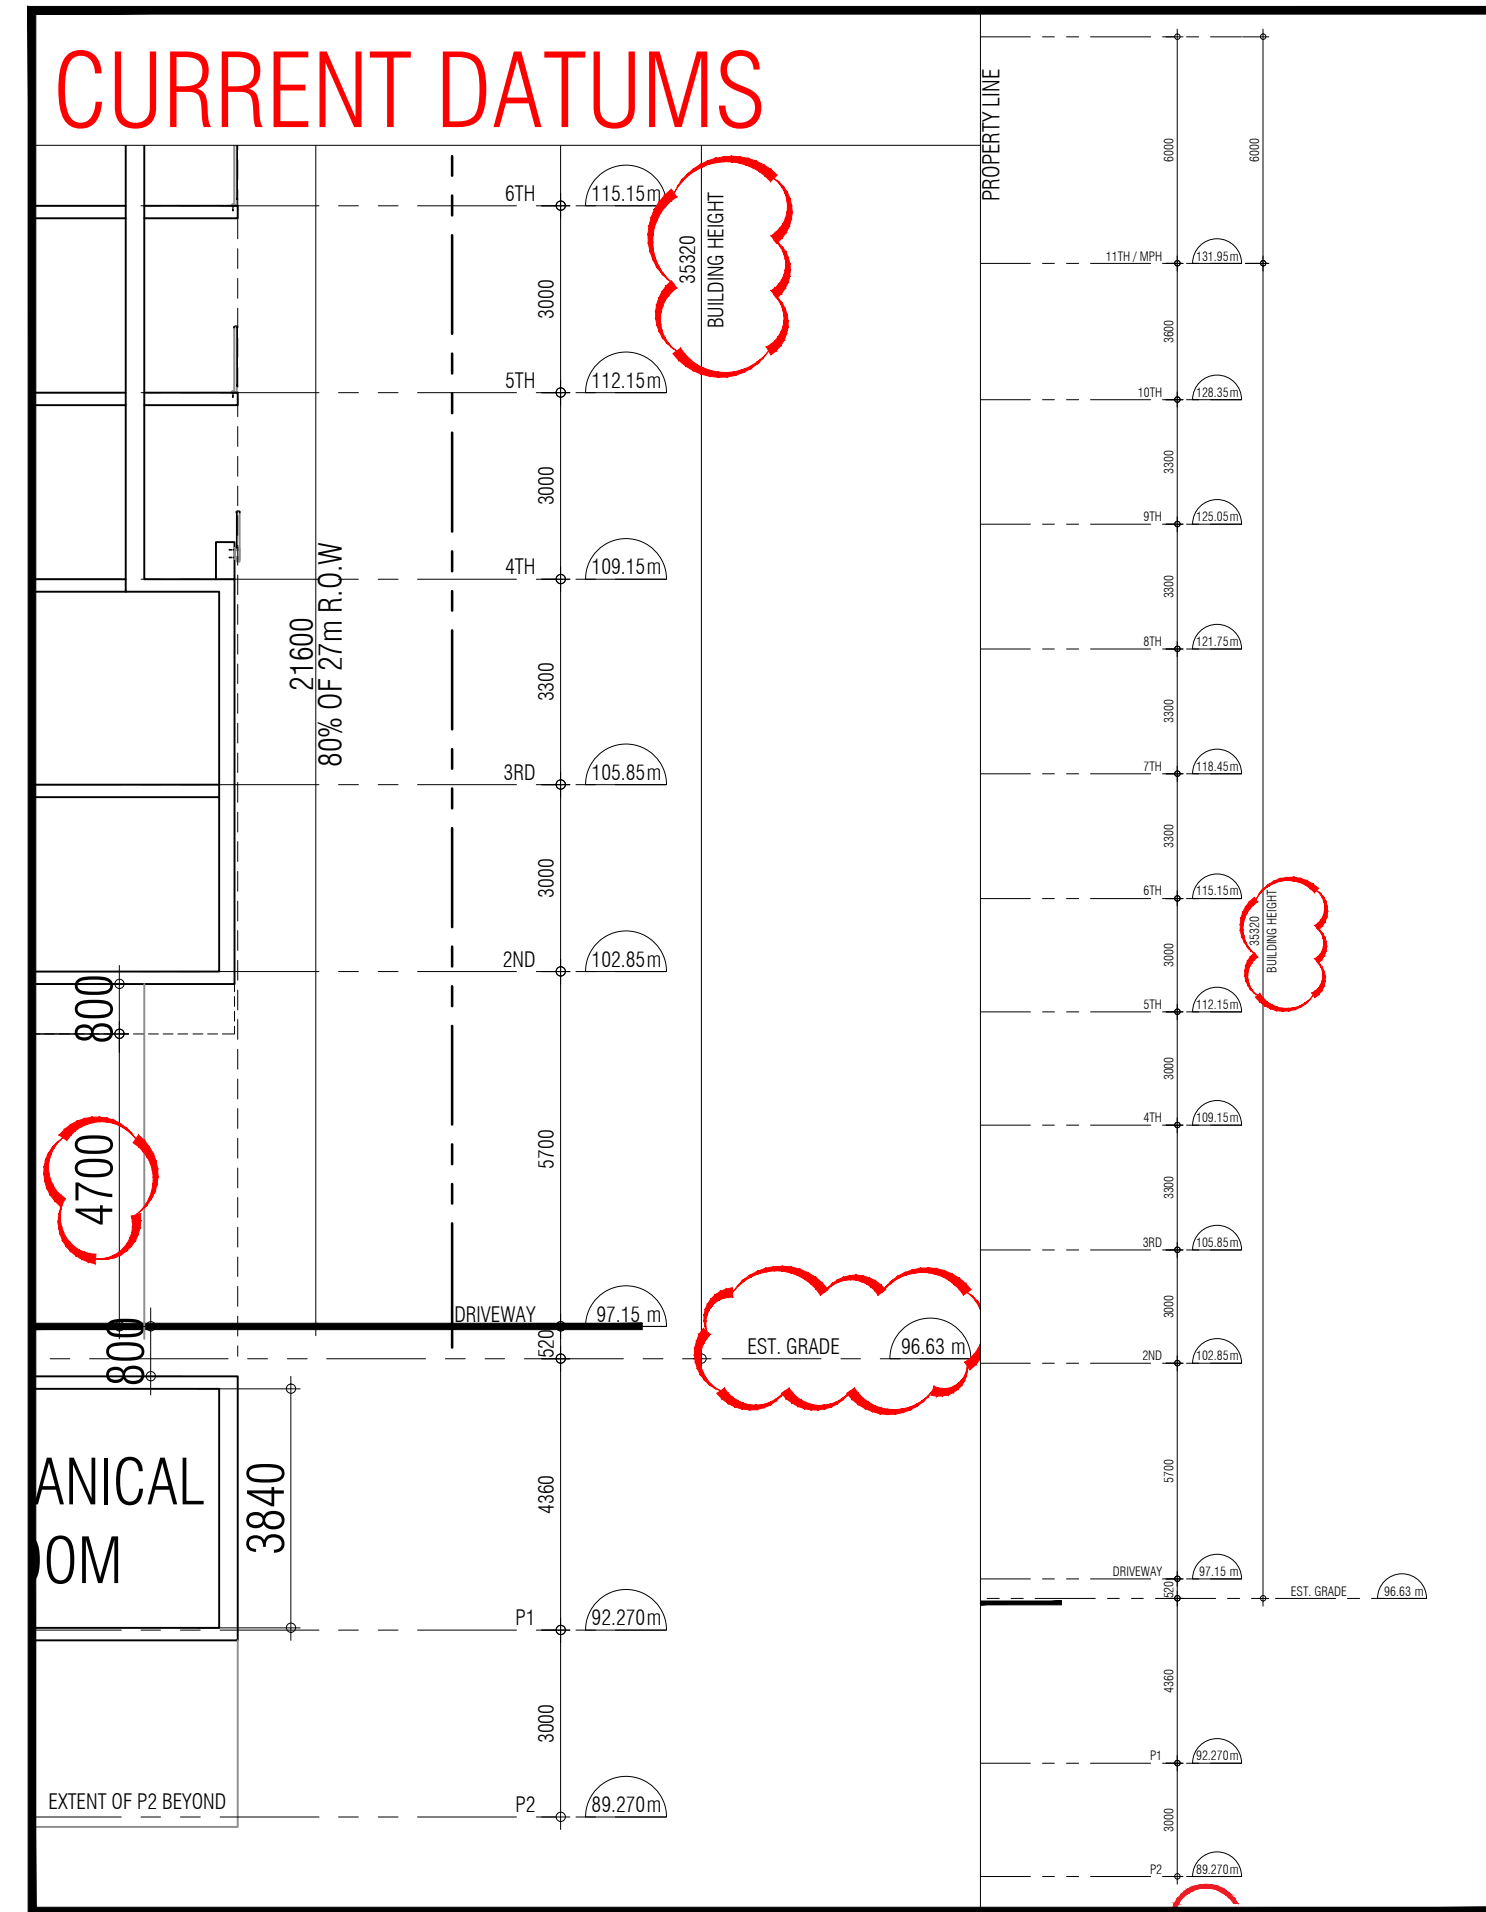 CURRENT DATUMS
6TH
115.15m
3000
35320
BUILDING HEIGHT
5TH
112.15m
3000
4TH
109.15m
21600
80% OF 27m R.O.W
3300
3RD
105.85m
3000
2ND
102.85m
800
5700
4700
DRIVEWAY
97.15 m
520
EST. GRADE
96.63 m
800
ANICAL
OOM
3840
4360
P1
92.270m
3000
EXTENT OF P2 BEYOND
P2
89.270m
PROPERTY LINE
6000
6000
11TH / MPH
131.95m
3600
10TH
128.35m
3300
9TH
125.05m
3300
8TH
121.75m
3300
7TH
118.45m
3300
6TH
115.15m
35320
BUILDING HEIGHT
3000
5TH
112.15m
3000
4TH
109.15m
3300
3RD
105.85m
3000
2ND
102.85m
5700
DRIVEWAY
97.15 m
520
EST. GRADE
96.63 m
4360
P1
92.270m
3000
P2
89.270m